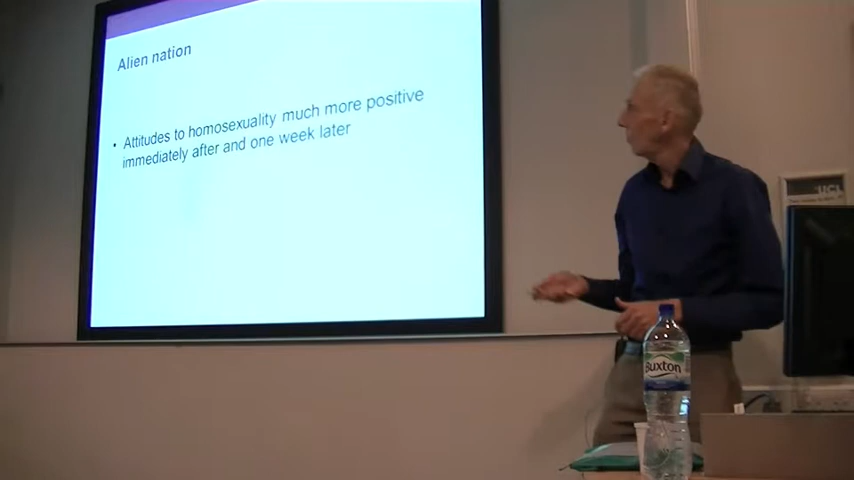 Alien nation
• Attitudes to homosexuality much more positive
immediately after and one week later
UCL
Buxton